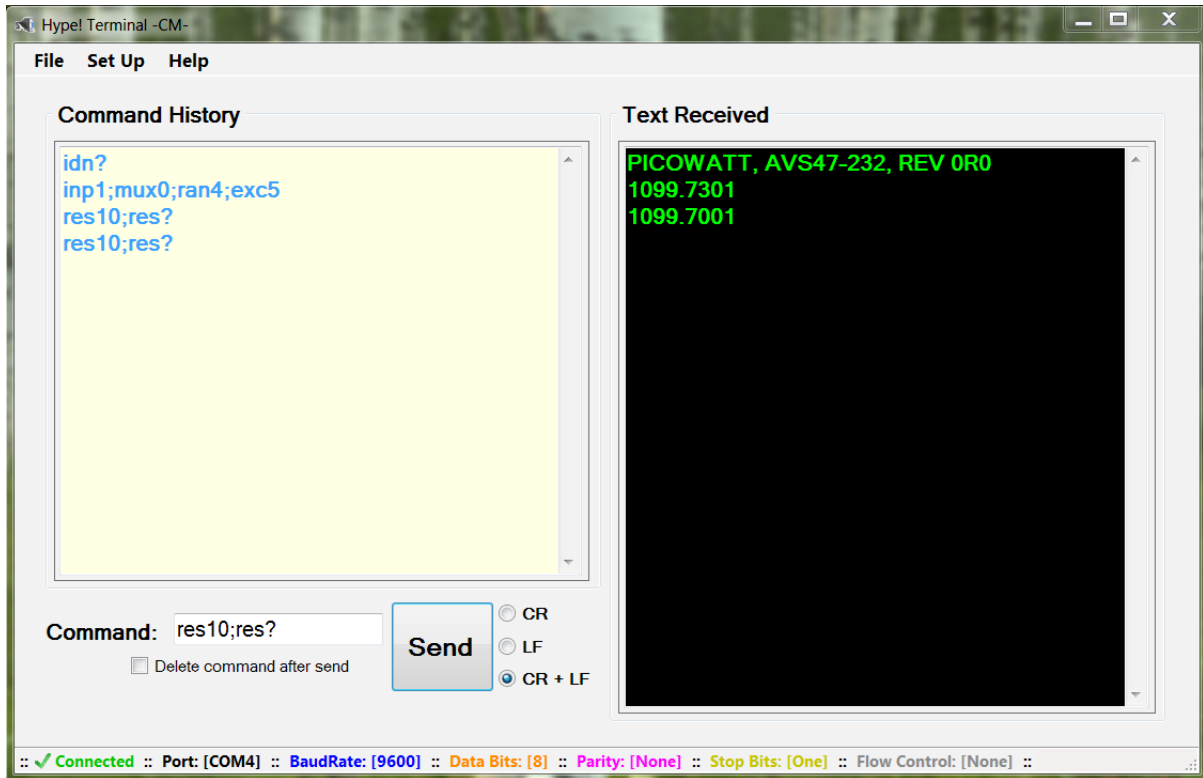 Hype! Terminal -CM-
File Set Up Help
Command History
idn?
inp1;mux0;ran4;exc5
res10;res?
res10;res?
Text Received
PICOWATT, AVS47-232, REV 0R0
1099.7301
1099.7001
Command: res10;res?
Delete command after send
Send
CR
LF
CR + LF
:: Connected :: Port: [COM4] :: BaudRate: [9600] :: Data Bits: [8] :: Parity: [None] :: Stop Bits: [One] :: Flow Control: [None] ::